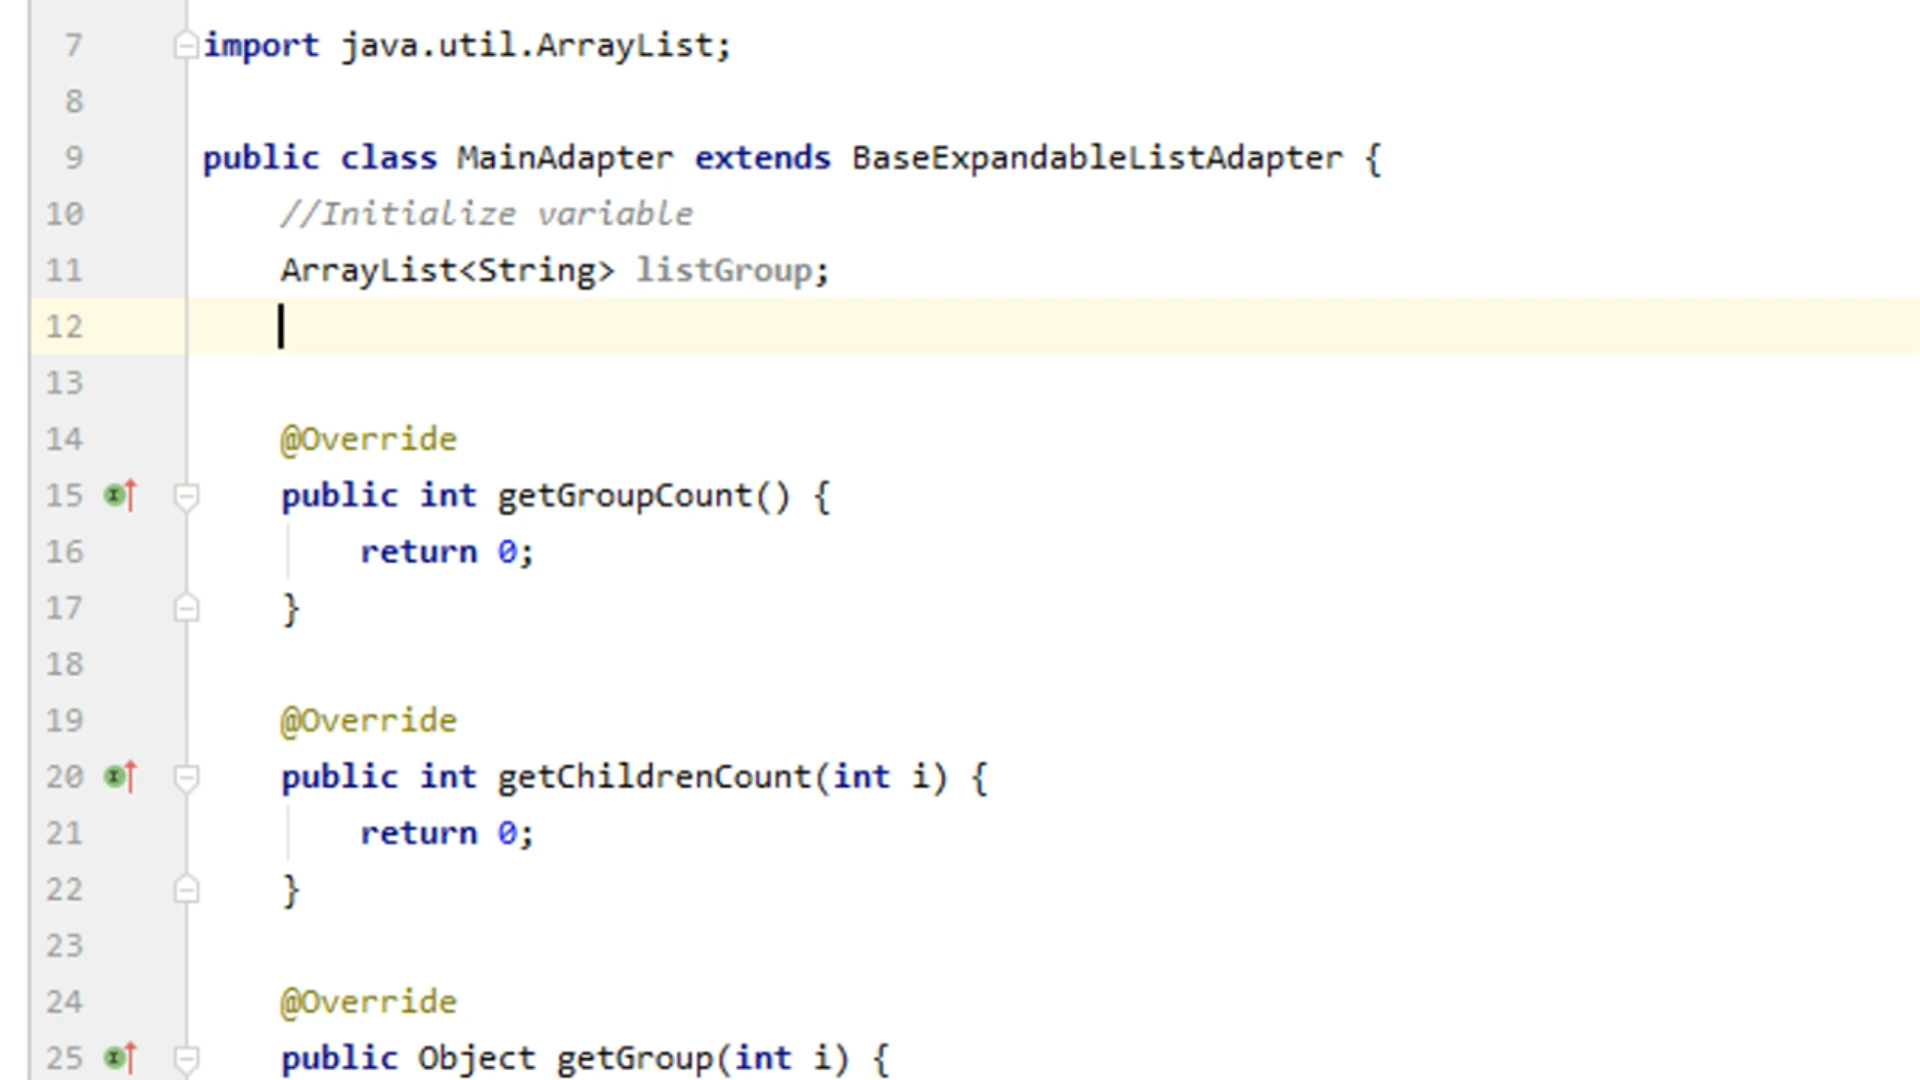 7 import java.util.ArrayList;
8
9 public class MainAdapter extends BaseExpandableListAdapter {
10 //Initialize variable
11 ArrayList<String> listGroup;
12
13
14 @Override
15 public int getGroupCount() {
16 return 0;
17 }
18
19 @Override
20 public int getChildrenCount(int i) {
21 return 0;
22 }
23
24 @Override
25 public Object getGroup(int i) {